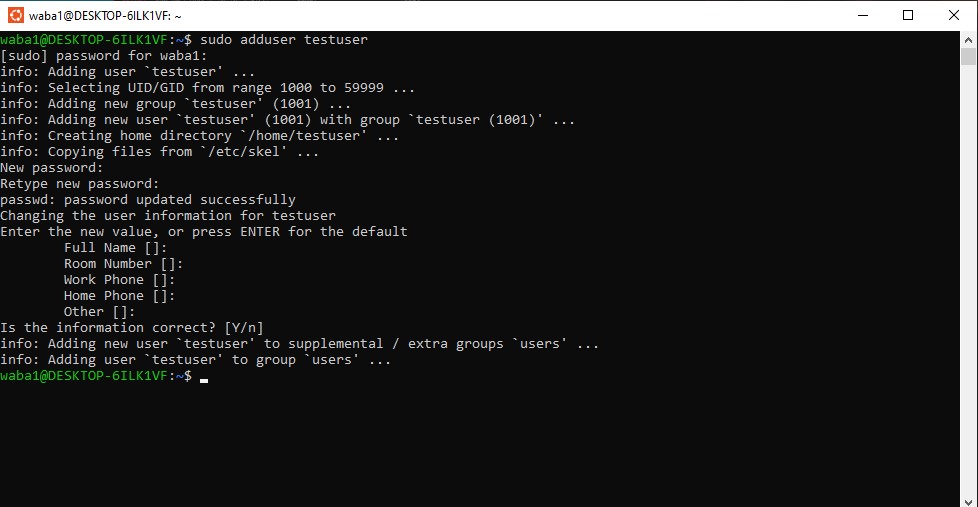 waba1@DESKTOP-6ILK1VF: ~
waba1@DESKTOP-6ILK1VF:~$ sudo adduser testuser
[sudo] password for waba1:
info: Adding user `testuser' ...
info: Selecting UID/GID from range 1000 to 59999 ...
info: Adding new group `testuser' (1001) ...
info: Adding new user `testuser' (1001) with group `testuser (1001)' ...
info: Creating home directory `/home/testuser' ...
info: Copying files from `/etc/skel' ...
New password:
Retype new password:
passwd: password updated successfully
Changing the user information for testuser
Enter the new value, or press ENTER for the default
        Full Name []:
        Room Number []:
        Work Phone []:
        Home Phone []:
        Other []:
Is the information correct? [Y/n]
info: Adding new user `testuser' to supplemental / extra groups `users' ...
info: Adding user `testuser' to group `users' ...
waba1@DESKTOP-6ILK1VF:~$